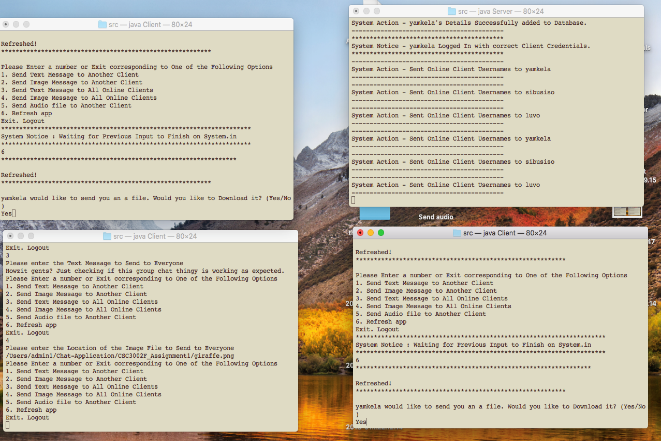 src — java Client — 80×24
Refreshed!
************************************************************
Please Enter a number or Exit corresponding to One of the Following Options
1. Send Text Message to Another Client
2. Send Image Message to Another Client
3. Send Text Message to All Online Clients
4. Send Image Message to All Online Clients
5. Send Audio file to Another Client
6. Refresh app
Exit. Logout
************************************************************************
System Notice : Waiting for Previous Input to Finish on System.in
************************************************************************
6
********************************************************************
Refreshed!
************************************************************
yamkela would like to send you an a file. Would you like to Download it? (Yes/No
)
Yes
src — java Server — 80×24
System Action - yamkela's Details Successfully added to Database.
============================================
********************************************
System Notice - yamkela Logged In with correct Client Credentials.
********************************************
============================================
System Action - Sent Online Client Usernames to yamkela
============================================
============================================
System Action - Sent Online Client Usernames to sibusiso
============================================
============================================
System Action - Sent Online Client Usernames to luvo
============================================
============================================
System Action - Sent Online Client Usernames to yamkela
============================================
============================================
System Action - Sent Online Client Usernames to sibusiso
============================================
============================================
System Action - Sent Online Client Usernames to luvo
============================================
9.15
Send audio
src — java Client — 80×24
Exit. Logout
3
Please enter the Text Message to Send to Everyone
Howsit gents? Just checking if this group chat thingy is working as expected.
Please Enter a number or Exit corresponding to One of the Following Options
1. Send Text Message to Another Client
2. Send Image Message to Another Client
3. Send Text Message to All Online Clients
4. Send Image Message to All Online Clients
5. Send Audio file to Another Client
6. Refresh app
Exit. Logout
4
Please enter the Location of the Image File to Send to Everyone
/Users/admin1/Chat-Application/CSC3002F_Assignment1/giraffe.png
Please Enter a number or Exit corresponding to One of the Following Options
1. Send Text Message to Another Client
2. Send Image Message to Another Client
3. Send Text Message to All Online Clients
4. Send Image Message to All Online Clients
5. Send Audio file to Another Client
6. Refresh app
Exit. Logout
src — java Client — 80×24
Refreshed!
************************************************************
Please Enter a number or Exit corresponding to One of the Following Options
1. Send Text Message to Another Client
2. Send Image Message to Another Client
3. Send Text Message to All Online Clients
4. Send Image Message to All Online Clients
5. Send Audio file to Another Client
6. Refresh app
Exit. Logout
************************************************************************
System Notice : Waiting for Previous Input to Finish on System.in
************************************************************************
6
********************************************************************
Refreshed!
************************************************************
yamkela would like to send you an a file. Would you like to Download it? (Yes/No
)
Yes